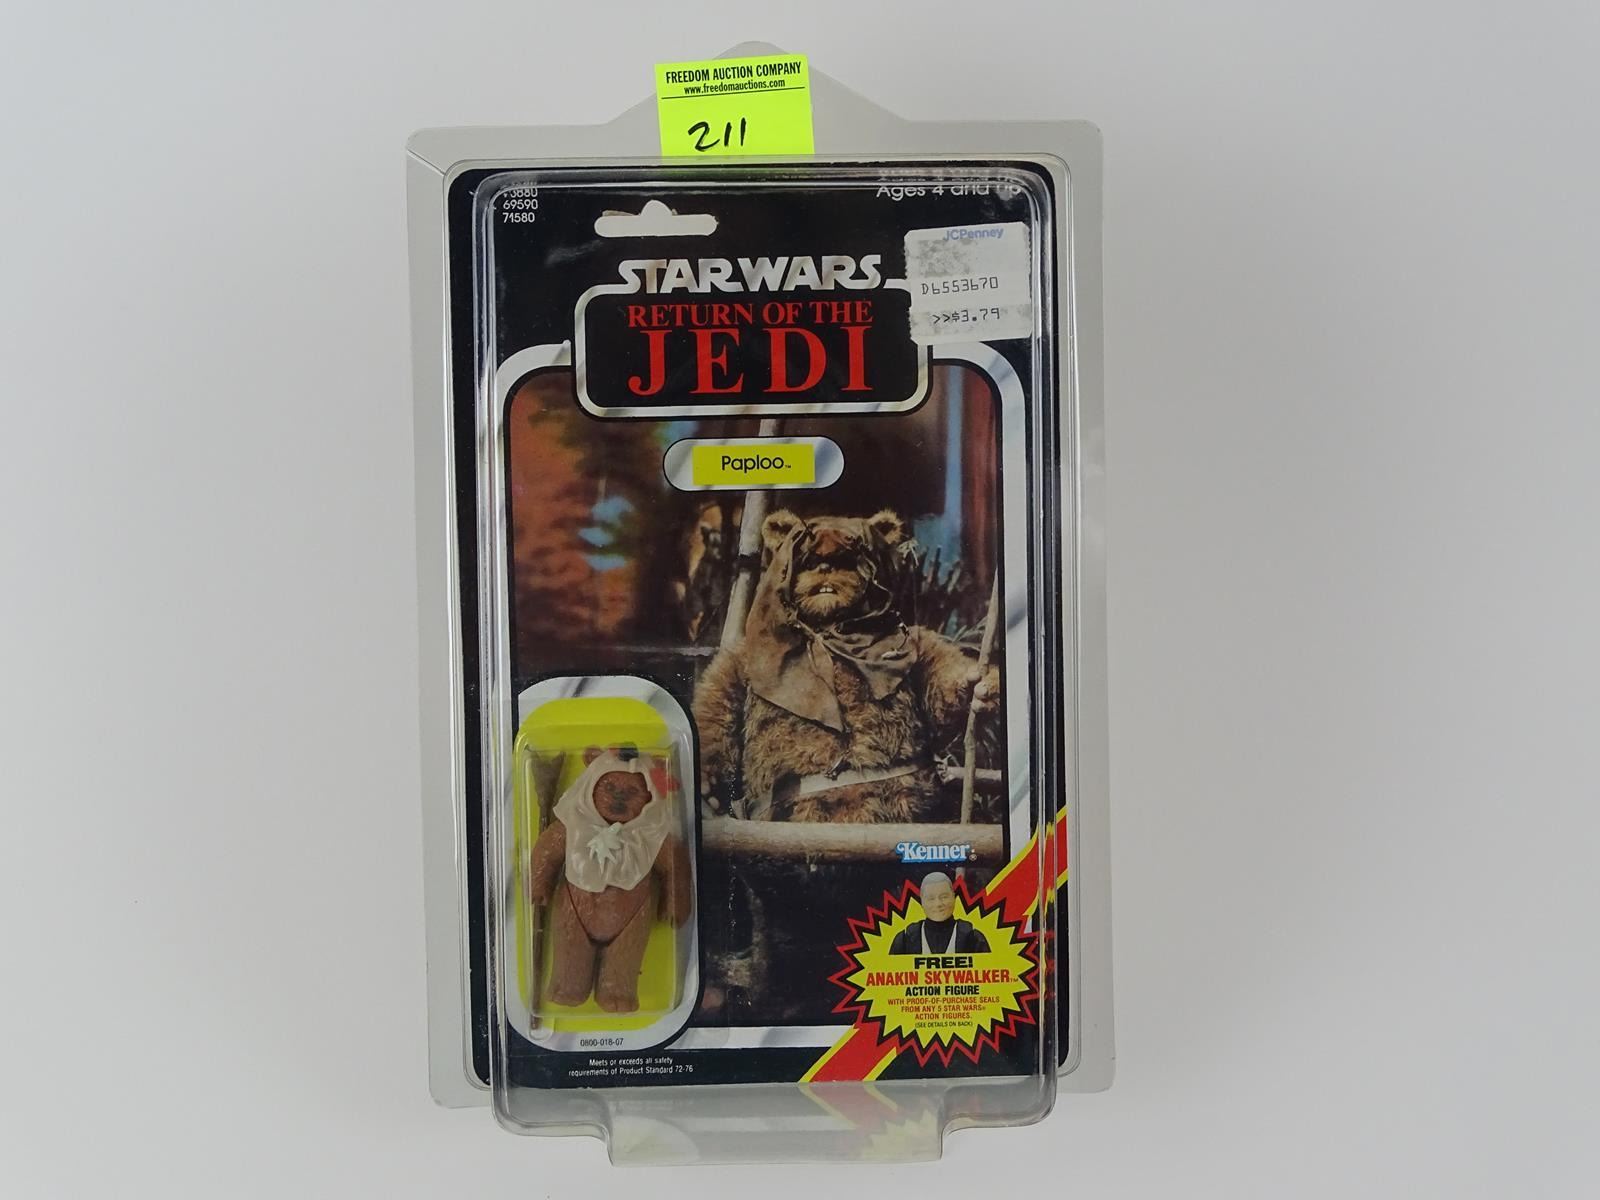 FREEDOM AUCTION COMPANY
www.freedomauctions.com
211
69590
71580
Ages 4 and up
JCPenney
D6553670
>>$3.79
STAR WARS
RETURN OF THE
JEDI
Paploo™
Kenner®
FREE!
ANAKIN SKYWALKER™
ACTION FIGURE
WITH PROOF-OF-PURCHASE SEALS
FROM ANY 5 STAR WARS®
ACTION FIGURES.
(SEE DETAILS ON BACK)
0800-018-07
Meets or exceeds all safety
requirements of Product Standard 72-76